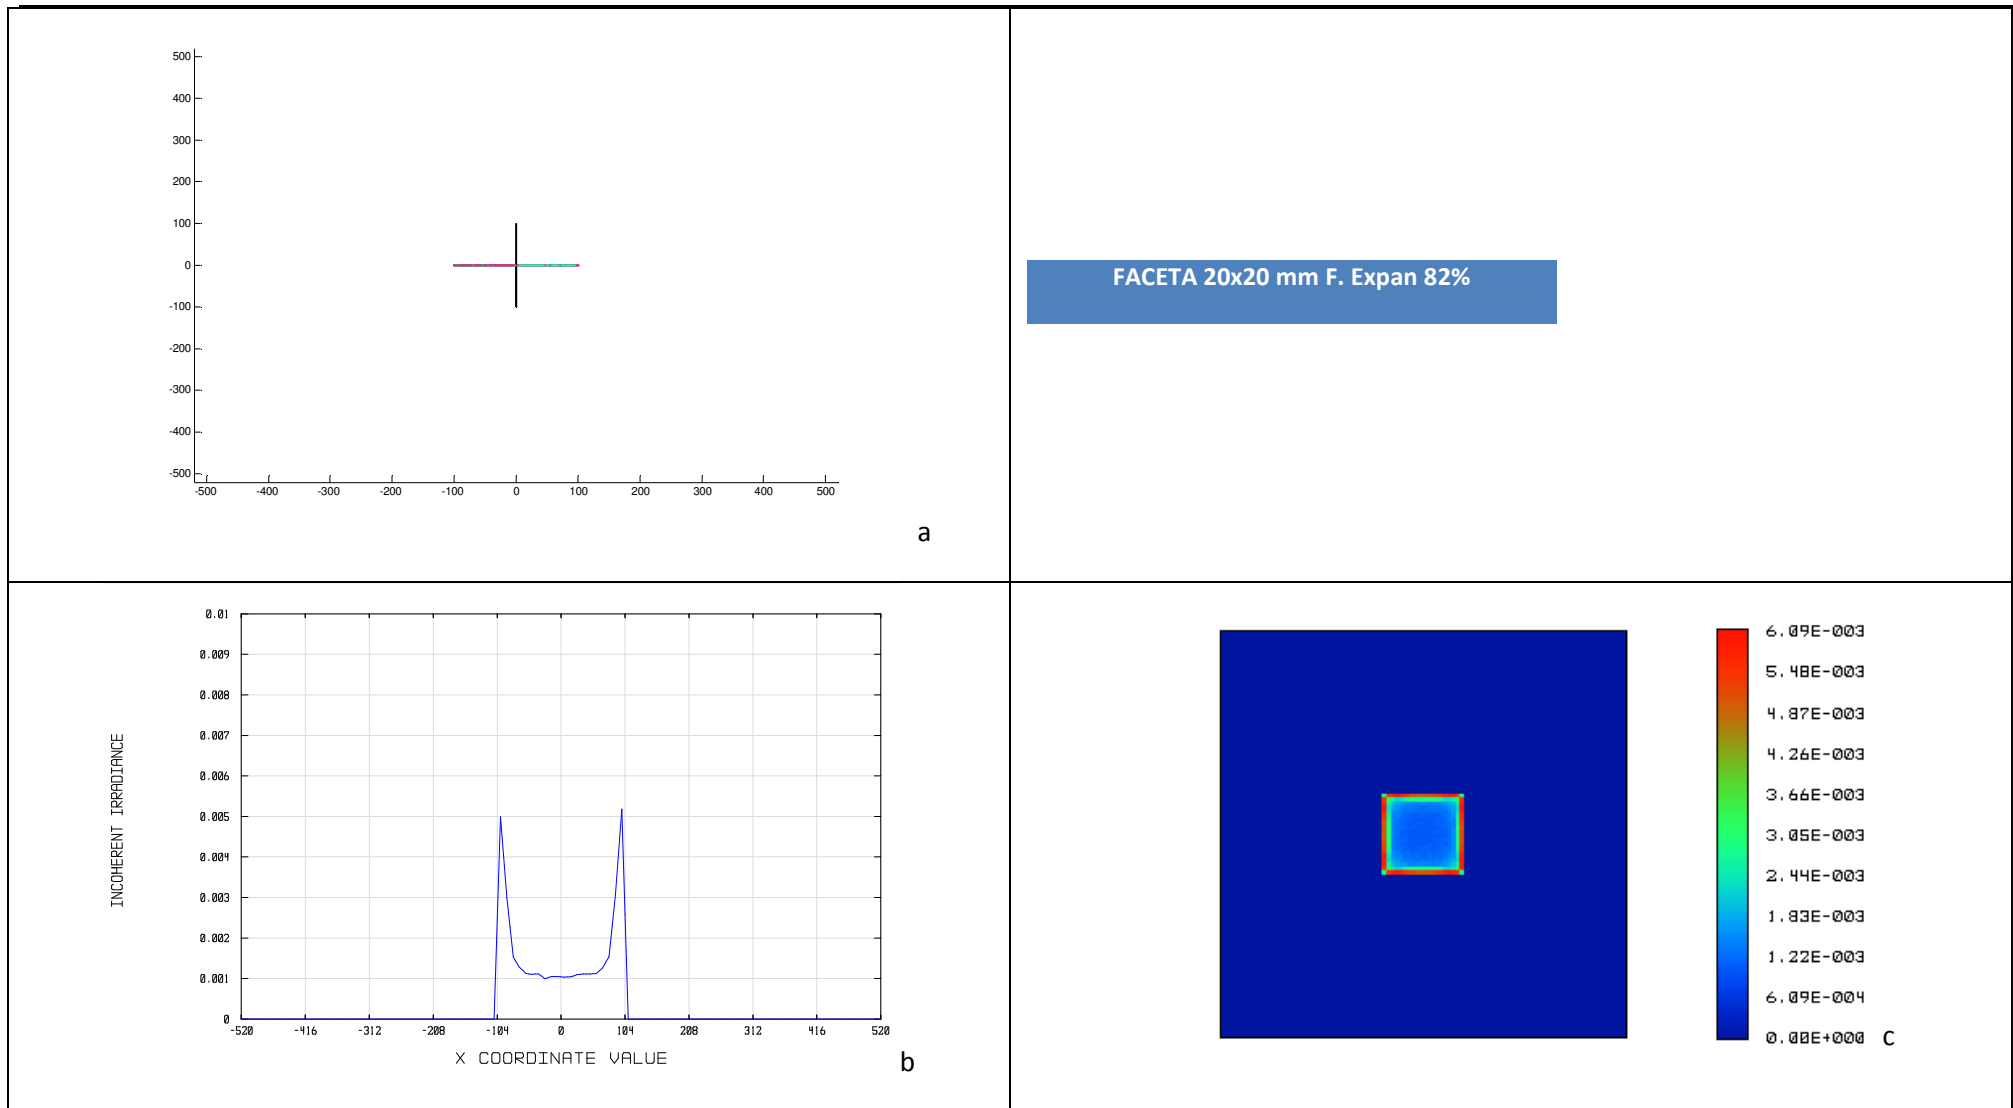 500
400
300
200
100
0
-100
-200
-300
-400
-500
-500 -400 -300 -200 -100 0 100 200 300 400 500
a
FACETA 20x20 mm F. Expan 82%
0.01
0.009
0.008
0.007
0.006
0.005
0.004
0.003
0.002
0.001
0
-520 -416 -312 -208 -104 0 104 208 312 416 520
INCOHERENT IRRADIANCE
X COORDINATE VALUE
b
6.09E-003
5.48E-003
4.87E-003
4.26E-003
3.66E-003
3.05E-003
2.44E-003
1.83E-003
1.22E-003
6.09E-004
0.00E+000
c